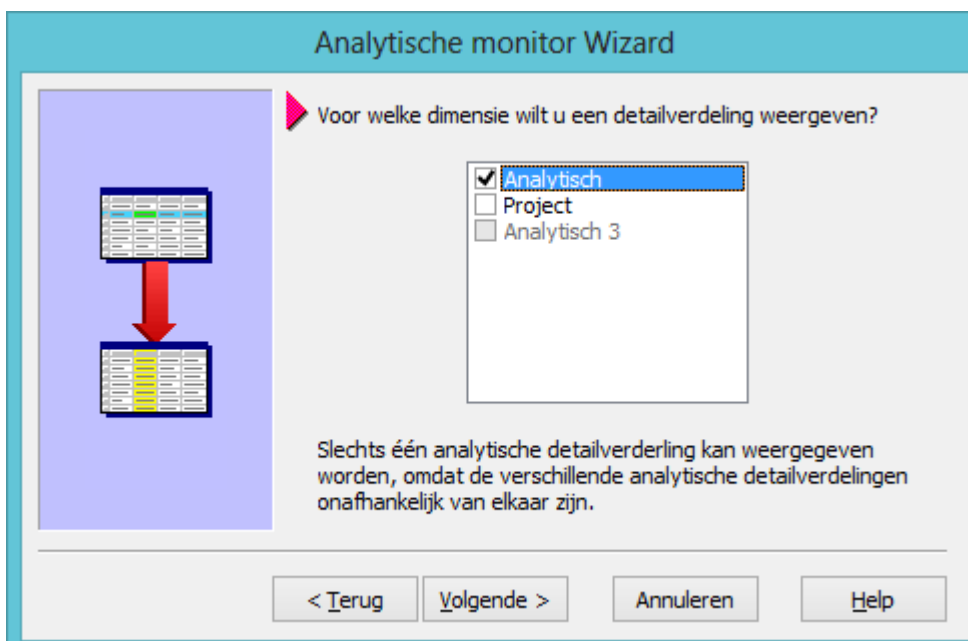 Analytische monitor Wizard
Voor welke dimensie wilt u een detailverdeling weergeven?
Analytisch
Project
Analytisch 3
Slechts één analytische detailverderling kan weergegeven
worden, omdat de verschillende analytische detailverdelingen
onafhankelijk van elkaar zijn.
< Terug
Volgende >
Annuleren
Help